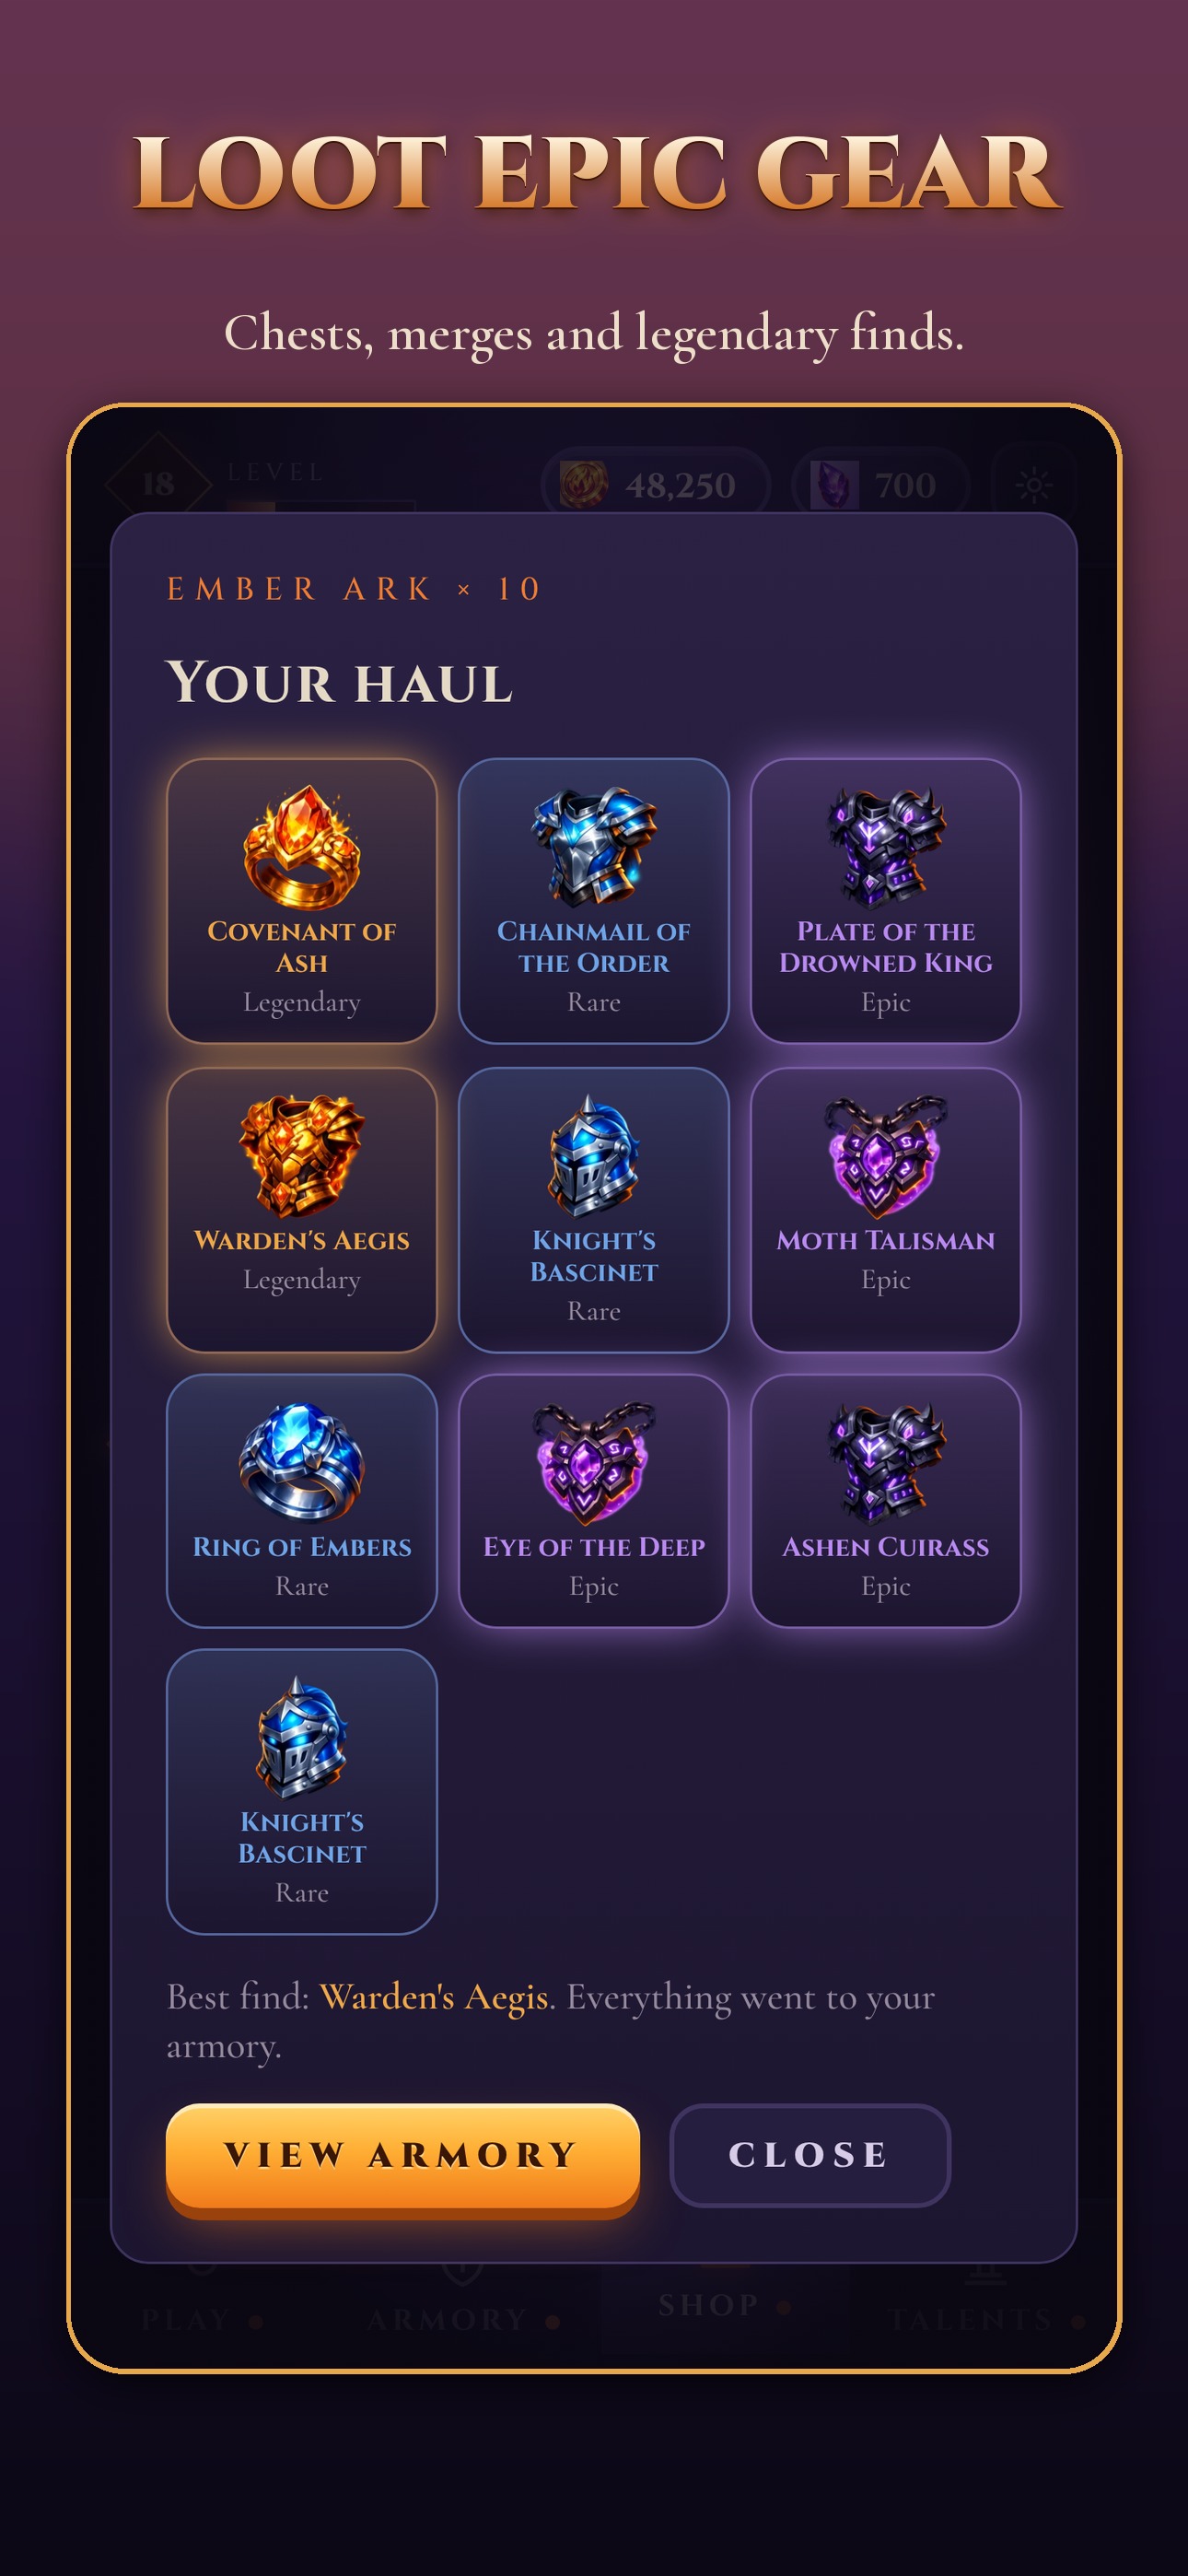 LOOT EPIC GEAR
Chests, merges and legendary finds.
18
LEVEL
48,250
700
EMBER ARK × 10
YOUR HAUL
COVENANT OF
ASH
Legendary
CHAINMAIL OF
THE ORDER
Rare
PLATE OF THE
DROWNED KING
Epic
WARDEN'S AEGIS
Legendary
KNIGHT'S
BASCINET
Rare
MOTH TALISMAN
Epic
RING OF EMBERS
Rare
EYE OF THE DEEP
Epic
ASHEN CUIRASS
Epic
KNIGHT'S
BASCINET
Rare
Best find: Warden's Aegis. Everything went to your
armory.
VIEW ARMORY
CLOSE
PLAY
ARMORY
SHOP
TALENTS